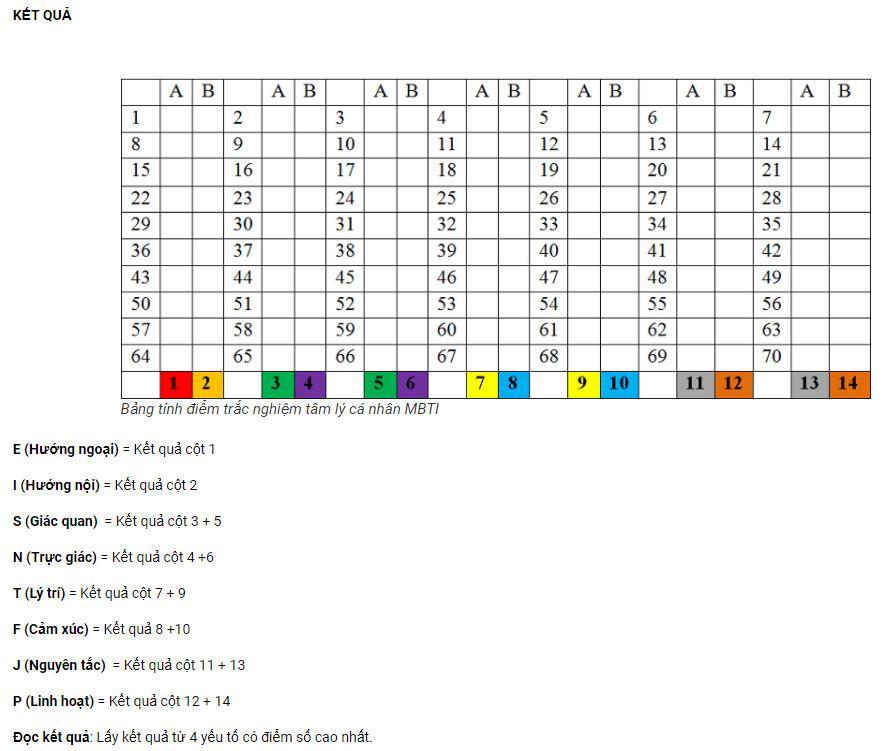 KẾT QUẢ
A B A B A B A B A B A B A B
1 2 3 4 5 6 7
8 9 10 11 12 13 14
15 16 17 18 19 20 21
22 23 24 25 26 27 28
29 30 31 32 33 34 35
36 37 38 39 40 41 42
43 44 45 46 47 48 49
50 51 52 53 54 55 56
57 58 59 60 61 62 63
64 65 66 67 68 69 70
1 2 3 4 5 6 7 8 9 10 11 12 13 14
Bảng tính điểm trắc nghiệm tâm lý cá nhân MBTI
E (Hướng ngoại) = Kết quả cột 1
I (Hướng nội) = Kết quả cột 2
S (Giác quan) = Kết quả cột 3 + 5
N (Trực giác) = Kết quả cột 4 +6
T (Lý trí) = Kết quả cột 7 + 9
F (Cảm xúc) = Kết quả 8 +10
J (Nguyên tắc) = Kết quả cột 11 + 13
P (Linh hoạt) = Kết quả cột 12 + 14
Đọc kết quả: Lấy kết quả từ 4 yếu tố có điểm số cao nhất.